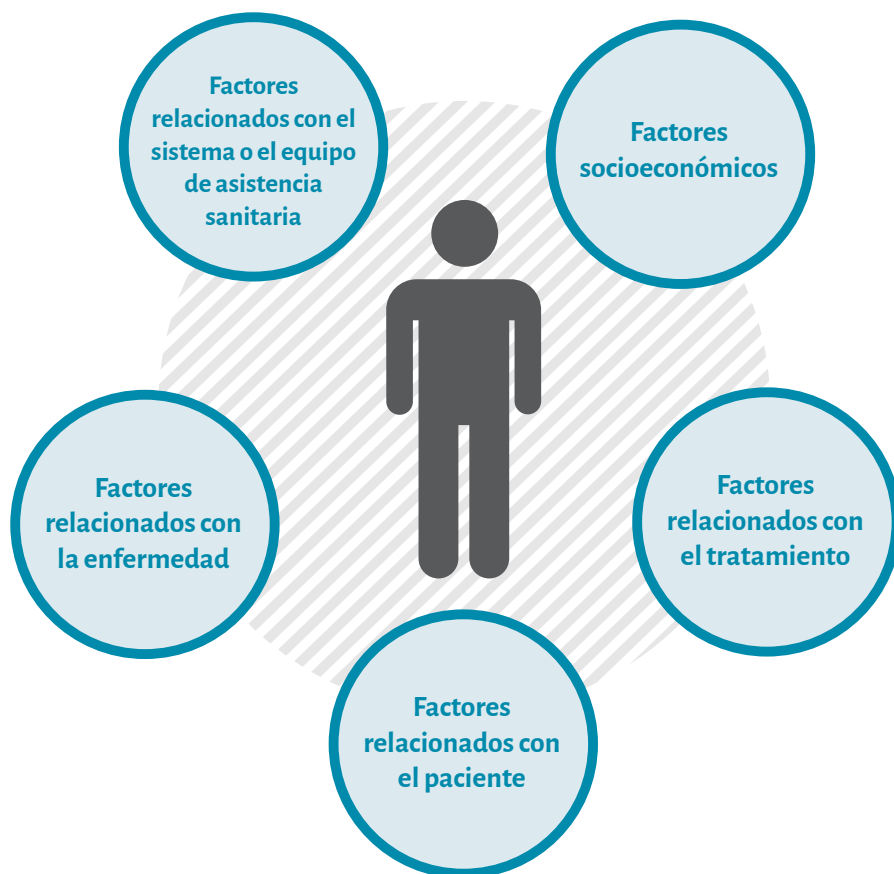 Factores
relacionados con el
sistema o el equipo
de asistencia
sanitaria
Factores
socioeconómicos
Factores
relacionados con
la enfermedad
Factores
relacionados con
el tratamiento
Factores
relacionados con
el paciente